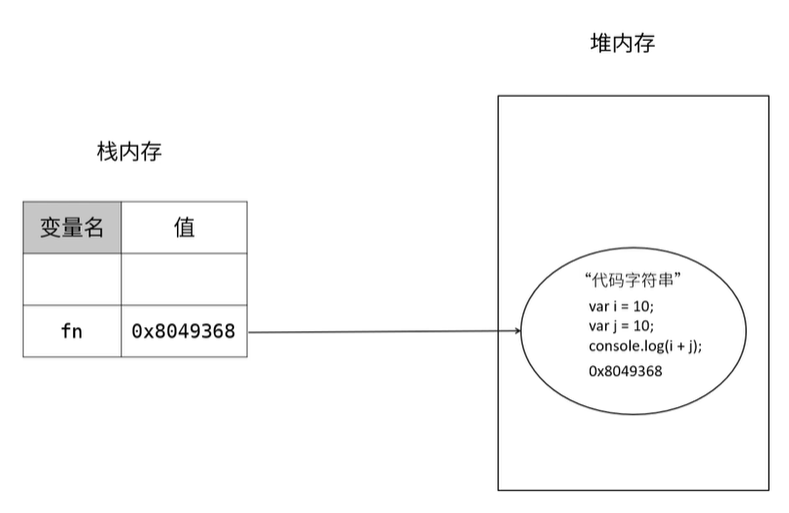 堆内存
栈内存
变量名 值
fn 0x8049368
“代码字符串”
var i = 10;
var j = 10;
console.log(i + j);
0x8049368